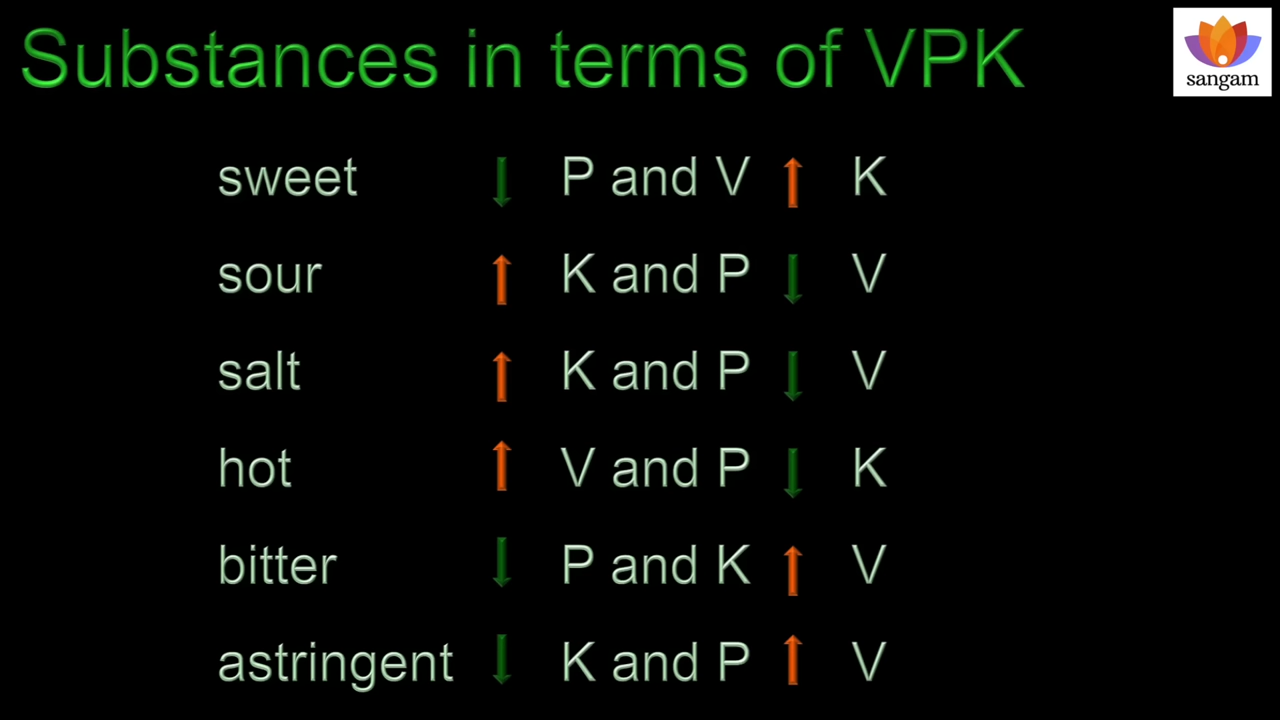 Substances in terms of VPK
sangam
sweet ↓ P and V ↑ K
sour ↑ K and P ↓ V
salt ↑ K and P ↓ V
hot ↑ V and P ↓ K
bitter ↓ P and K ↑ V
astringent ↓ K and P ↑ V